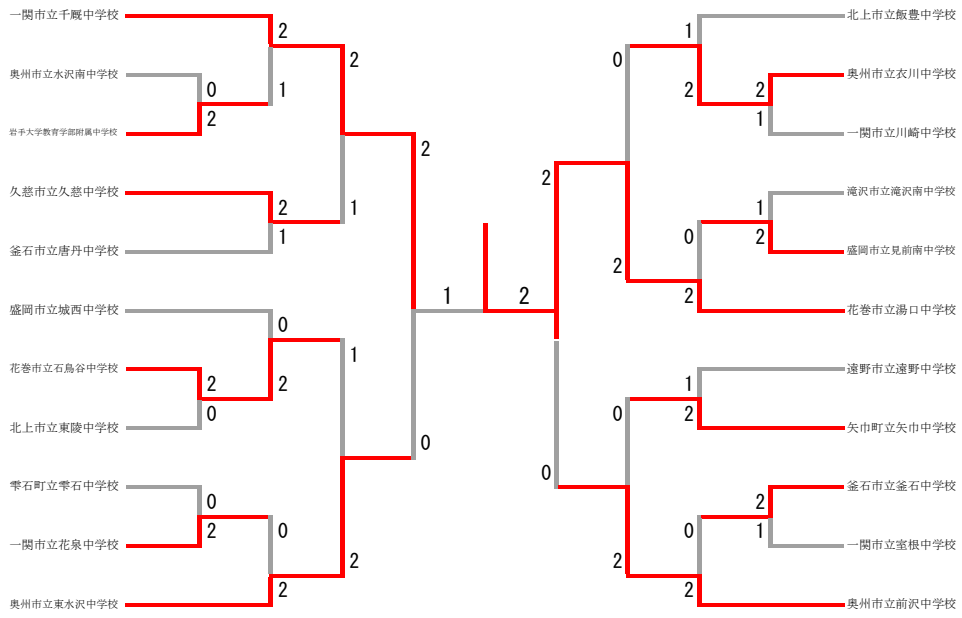 一関市立千厩中学校
奥州市立水沢南中学校
岩手大学教育学部附属中学校
久慈市立久慈中学校
釜石市立唐丹中学校
盛岡市立城西中学校
花巻市立石鳥谷中学校
北上市立東陵中学校
雫石町立雫石中学校
一関市立花泉中学校
奥州市立東水沢中学校
2
0
1
2
2
1
0
2
2
0
0
0
2
2
2
1
1
2
2
0
1
2
2
0
0
2
2
0
1
2
0
1
2
0
2
1
2
1
1
2
2
1
北上市立飯豊中学校
奥州市立衣川中学校
一関市立川崎中学校
滝沢市立滝沢南中学校
盛岡市立見前南中学校
花巻市立湯口中学校
遠野市立遠野中学校
矢巾町立矢巾中学校
釜石市立釜石中学校
一関市立室根中学校
奥州市立前沢中学校